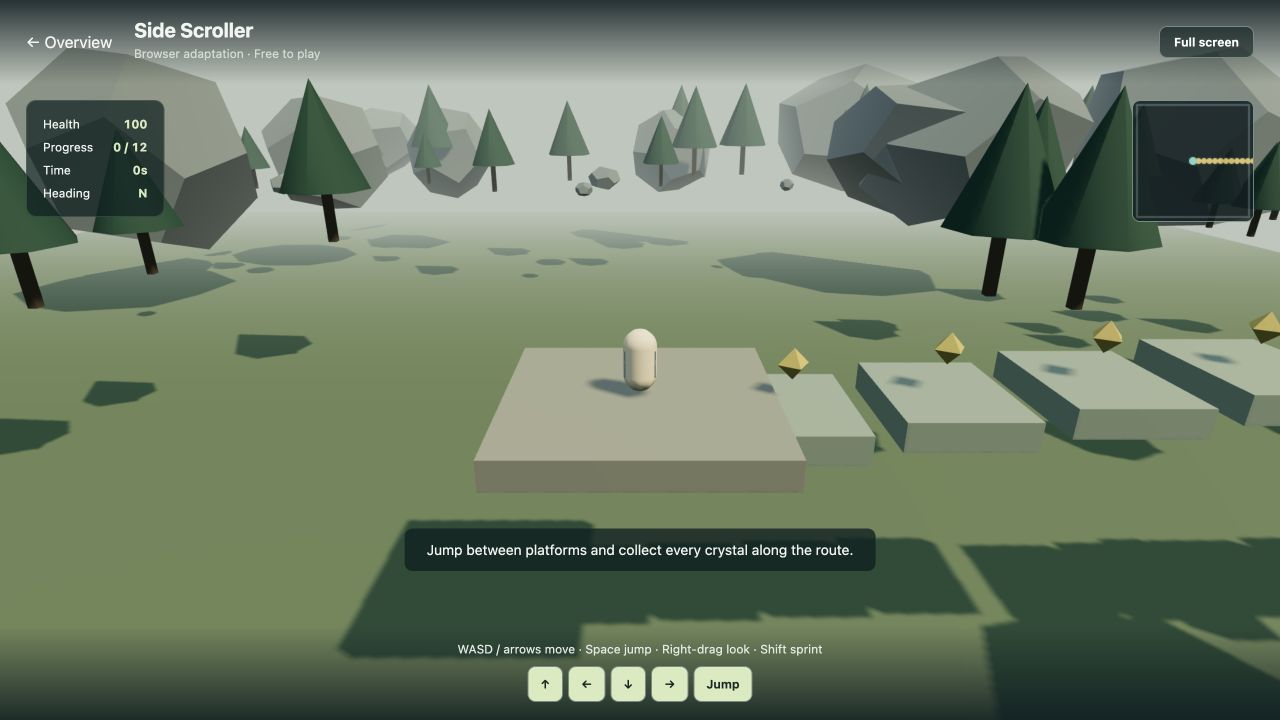 ← Overview
Side Scroller
Browser adaptation · Free to play
Full screen
Health 100
Progress 0 / 12
Time 0s
Heading N
Jump between platforms and collect every crystal along the route.
WASD / arrows move · Space jump · Right-drag look · Shift sprint
↑ ← ↓ → Jump